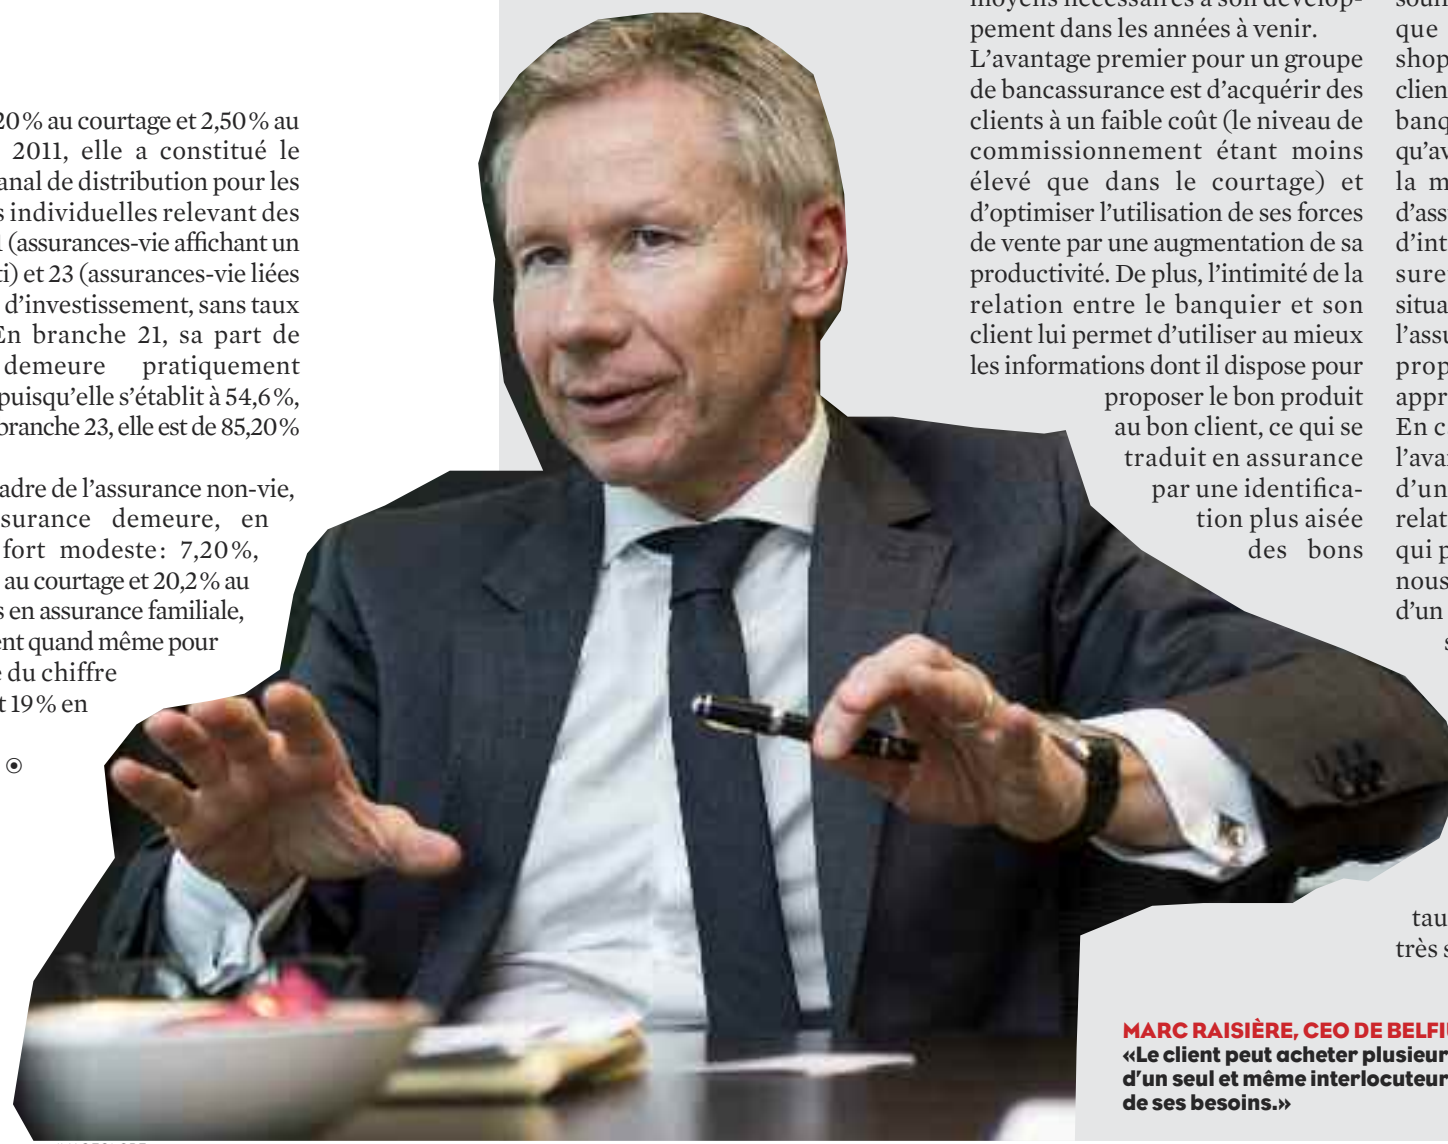 20% au courtage et 2,50% au
2011, elle a constitué le
anal de distribution pour les
s individuelles relevant des
(assurances-vie affichant un
ti) et 23 (assurances-vie liées
d'investissement, sans taux
En branche 21, sa part de
demeure pratiquement
puisqu'elle s'établit à 54,6%,
branche 23, elle est de 85,20%
adre de l'assurance non-vie,
surance demeure, en
fort modeste: 7,20%,
au courtage et 20,2% au
s en assurance familiale,
ent quand même pour
e du chiffre
t 19% en
moyens nécessaires à son dévelop-
pement dans les années à venir.
L'avantage premier pour un groupe
de bancassurance est d'acquérir des
clients à un faible coût (le niveau de
commissionnement étant moins
élevé que dans le courtage) et
d'optimiser l'utilisation de ses forces
de vente par une augmentation de sa
productivité. De plus, l'intimité de la
relation entre le banquier et son
client lui permet d'utiliser au mieux
les informations dont il dispose pour
proposer le bon produit
au bon client, ce qui se
traduit en assurance
par une identifica-
tion plus aisée
des bons
que
shop
clien
banq
qu'av
la m
d'ass
d'int
sure
situa
l'assu
prop
appr
En c
l'ava
d'un
relat
qui p
nous
d'un
s
tau
très s
MARC RAISIÈRE, CEO DE BELFI
«Le client peut acheter plusieur
d'un seul et même interlocuteur
de ses besoins.»